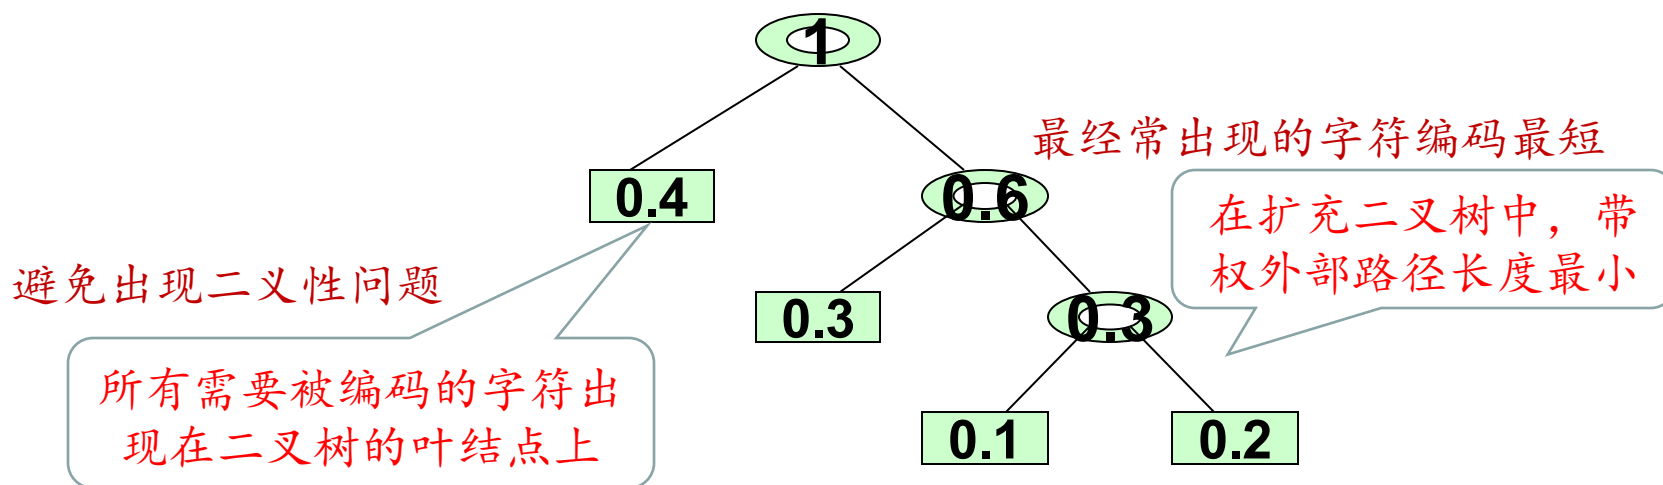 1
最经常出现的字符编码最短
0.4
0.6
在扩充二叉树中，带
权外部路径长度最小
避免出现二义性问题
0.3
0.3
所有需要被编码的字符出
现在二叉树的叶结点上
0.1
0.2